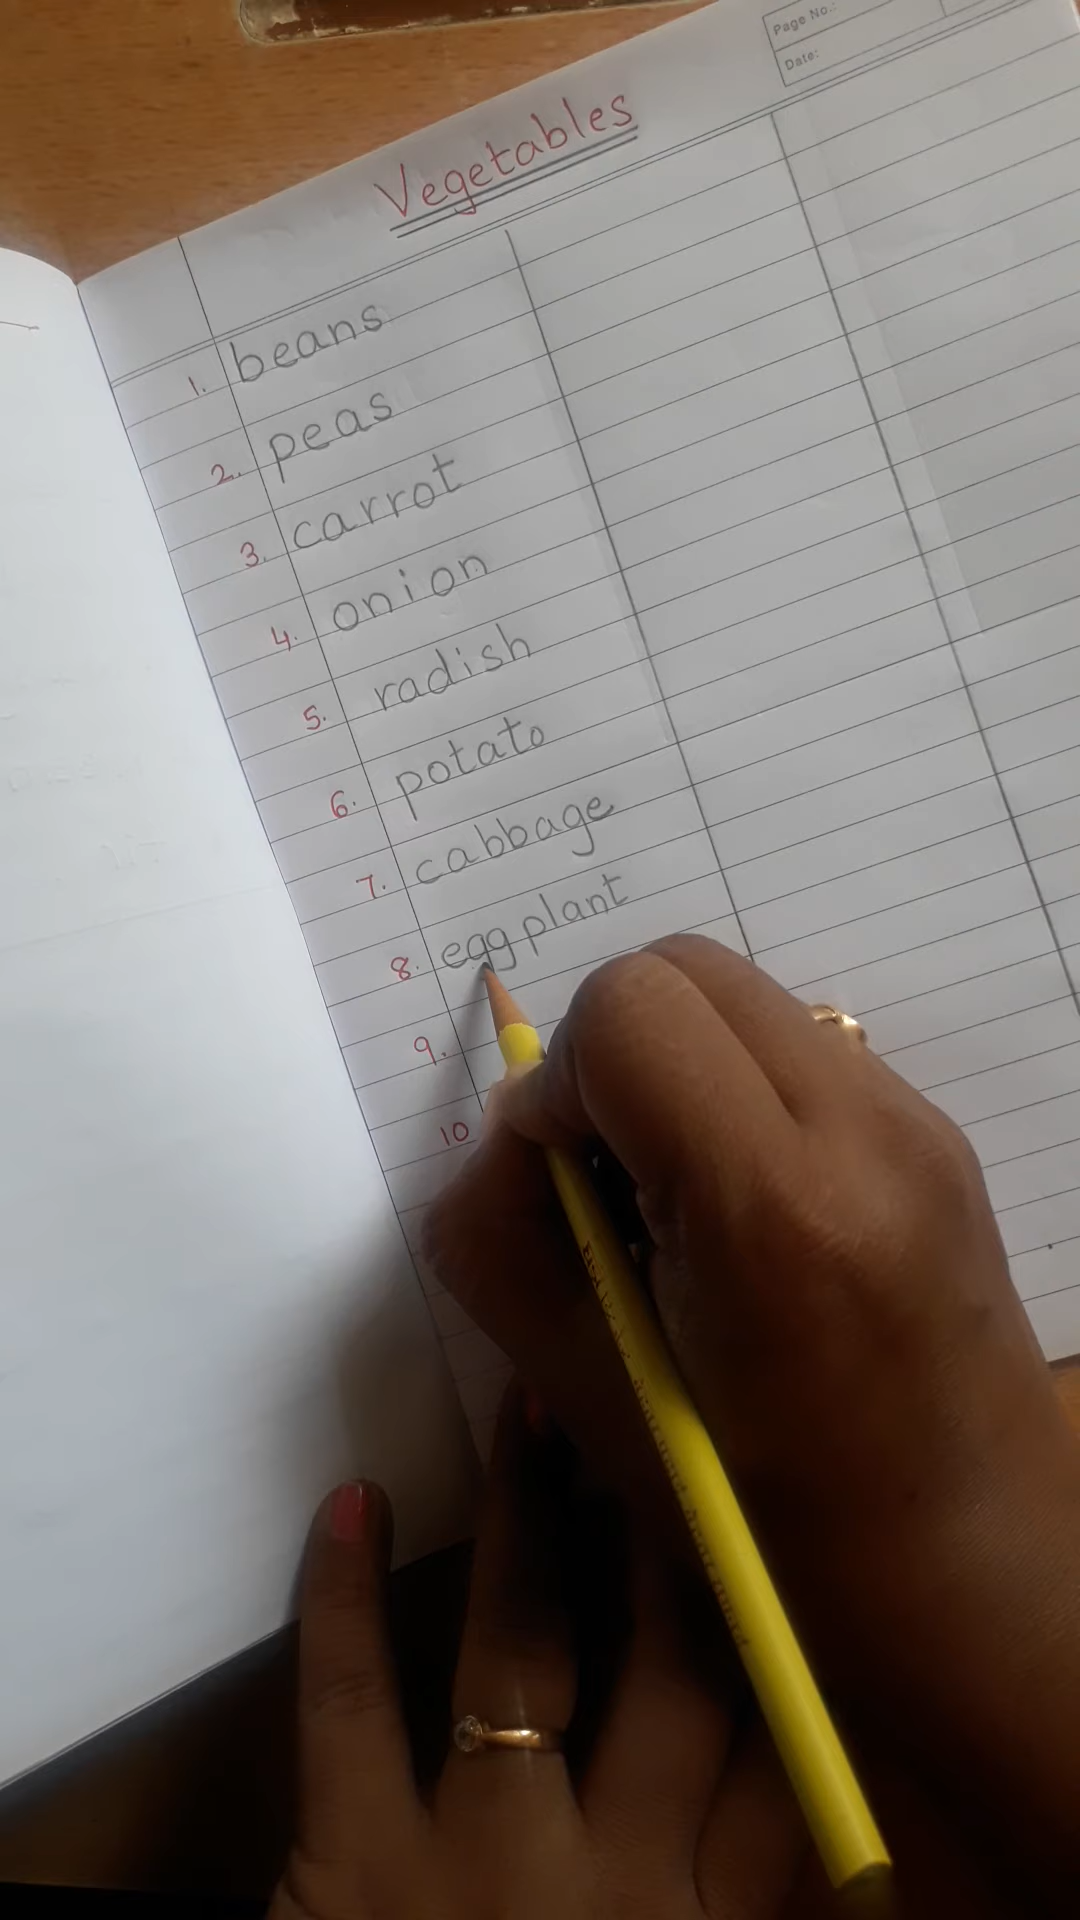 Page No.:
Date:
Vegetables
1. beans
2. peas
3. carrot
4. onion
5. radish
6. potato
7. cabbage
8. egg plant
9.
10